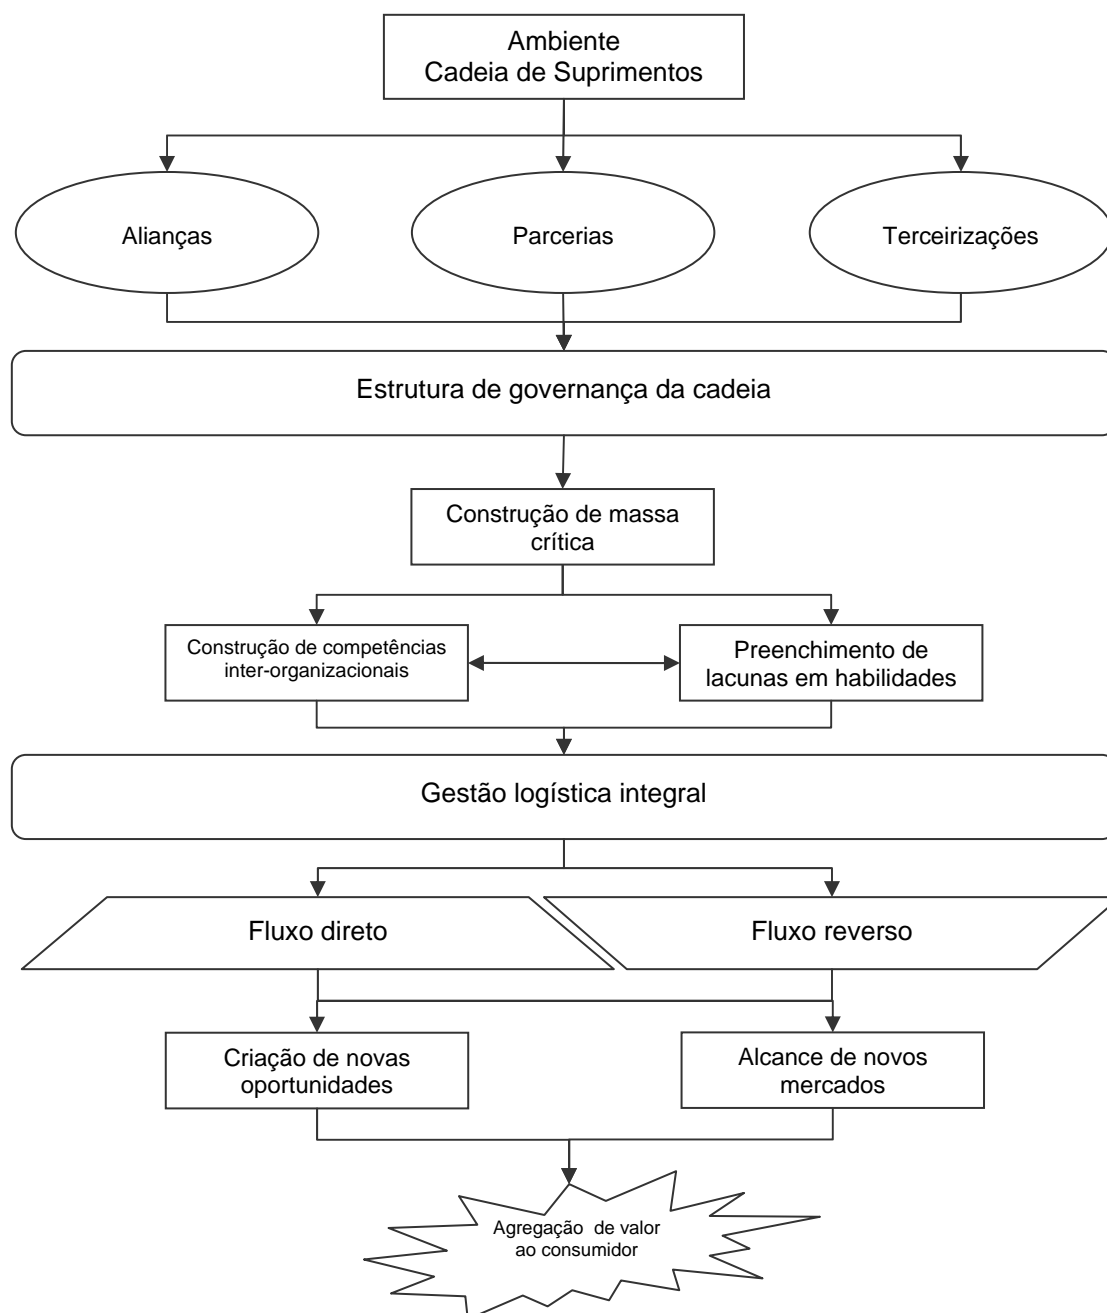 Ambiente
Cadeia de Suprimentos
Alianças
Parcerias
Terceirizações
Estrutura de governança da cadeia
Construção de massa
crítica
Construção de competências
inter-organizacionais
Preenchimento de
lacunas em habilidades
Gestão logística integral
Fluxo direto
Fluxo reverso
Criação de novas
oportunidades
Alcance de novos
mercados
Agregação de valor
ao consumidor